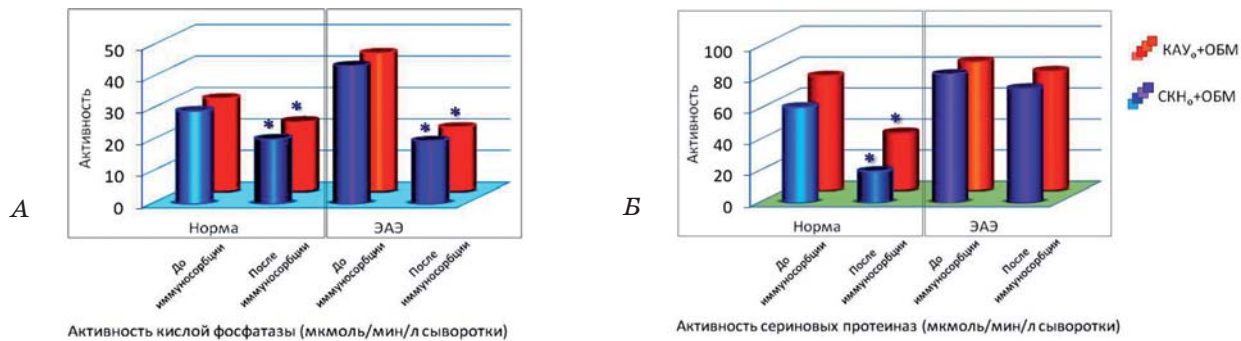 А
Активность
50
40
30
20
10
0
*
*
*
*
Норма
ЭАЭ
До иммуносорбции
После иммуносорбции
До иммуносорбции
После иммуносорбции
Активность кислой фосфатазы (мкмоль/мин/л сыворотки)
Б
Активность
100
80
60
40
20
0
*
*
Норма
ЭАЭ
До иммуносорбции
После иммуносорбции
До иммуносорбции
После иммуносорбции
Активность сериновых протеиназ (мкмоль/мин/л сыворотки)
КАУо+ОБМ
СКНо+ОБМ